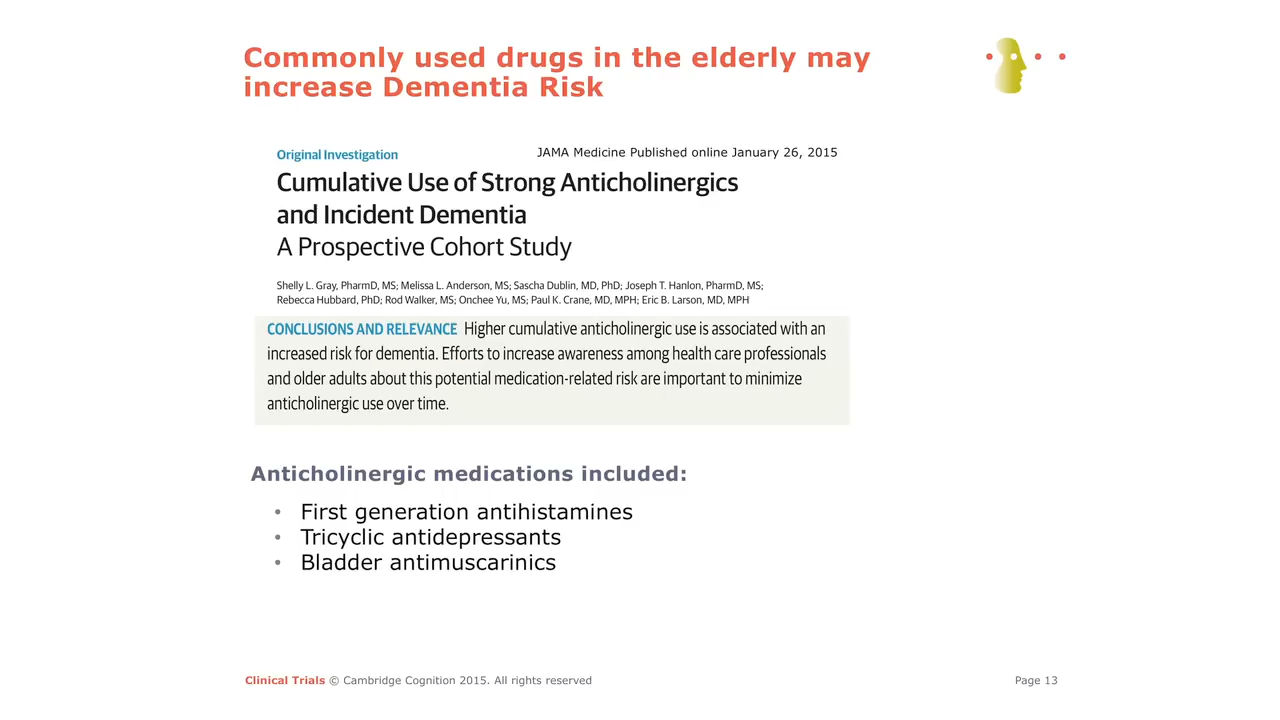 Commonly used drugs in the elderly may
increase Dementia Risk
Original Investigation
JAMA Medicine Published online January 26, 2015
Cumulative Use of Strong Anticholinergics
and Incident Dementia
A Prospective Cohort Study
Shelly L. Gray, PharmD, MS; Melissa L. Anderson, MS; Sascha Dublin, MD, PhD; Joseph T. Hanlon, PharmD, MS;
Rebecca Hubbard, PhD; Rod Walker, MS; Onchee Yu, MS; Paul K. Crane, MD, MPH; Eric B. Larson, MD, MPH
CONCLUSIONS AND RELEVANCE Higher cumulative anticholinergic use is associated with an
increased risk for dementia. Efforts to increase awareness among health care professionals
and older adults about this potential medication-related risk are important to minimize
anticholinergic use over time.
Anticholinergic medications included:
• First generation antihistamines
• Tricyclic antidepressants
• Bladder antimuscarinics
Clinical Trials © Cambridge Cognition 2015. All rights reserved
Page 13